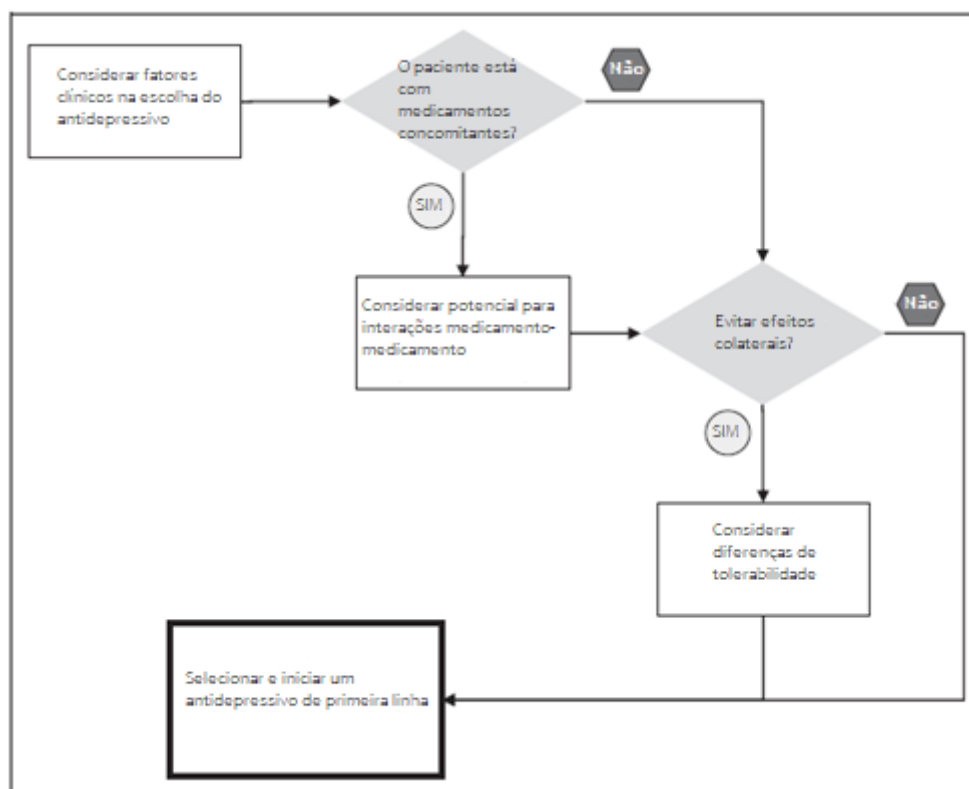 Considerar fatores
clínicos na escolha do
antidepressivo
O paciente está
com
medicamentos
concomitantes?
Não
SIM
Considerar potencial para
interações medicamento-
medicamento
Evitar efeitos
colaterais?
Não
SIM
Considerar
diferenças de
tolerabilidade
Selecionar e iniciar um
antidepressivo de primeira linha